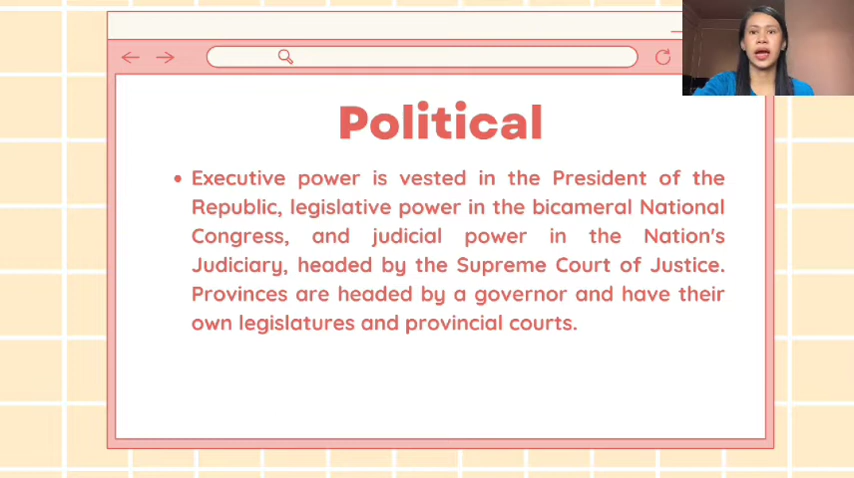 Political
• Executive power is vested in the President of the
Republic, legislative power in the bicameral National
Congress, and judicial power in the Nation's
Judiciary, headed by the Supreme Court of Justice.
Provinces are headed by a governor and have their
own legislatures and provincial courts.